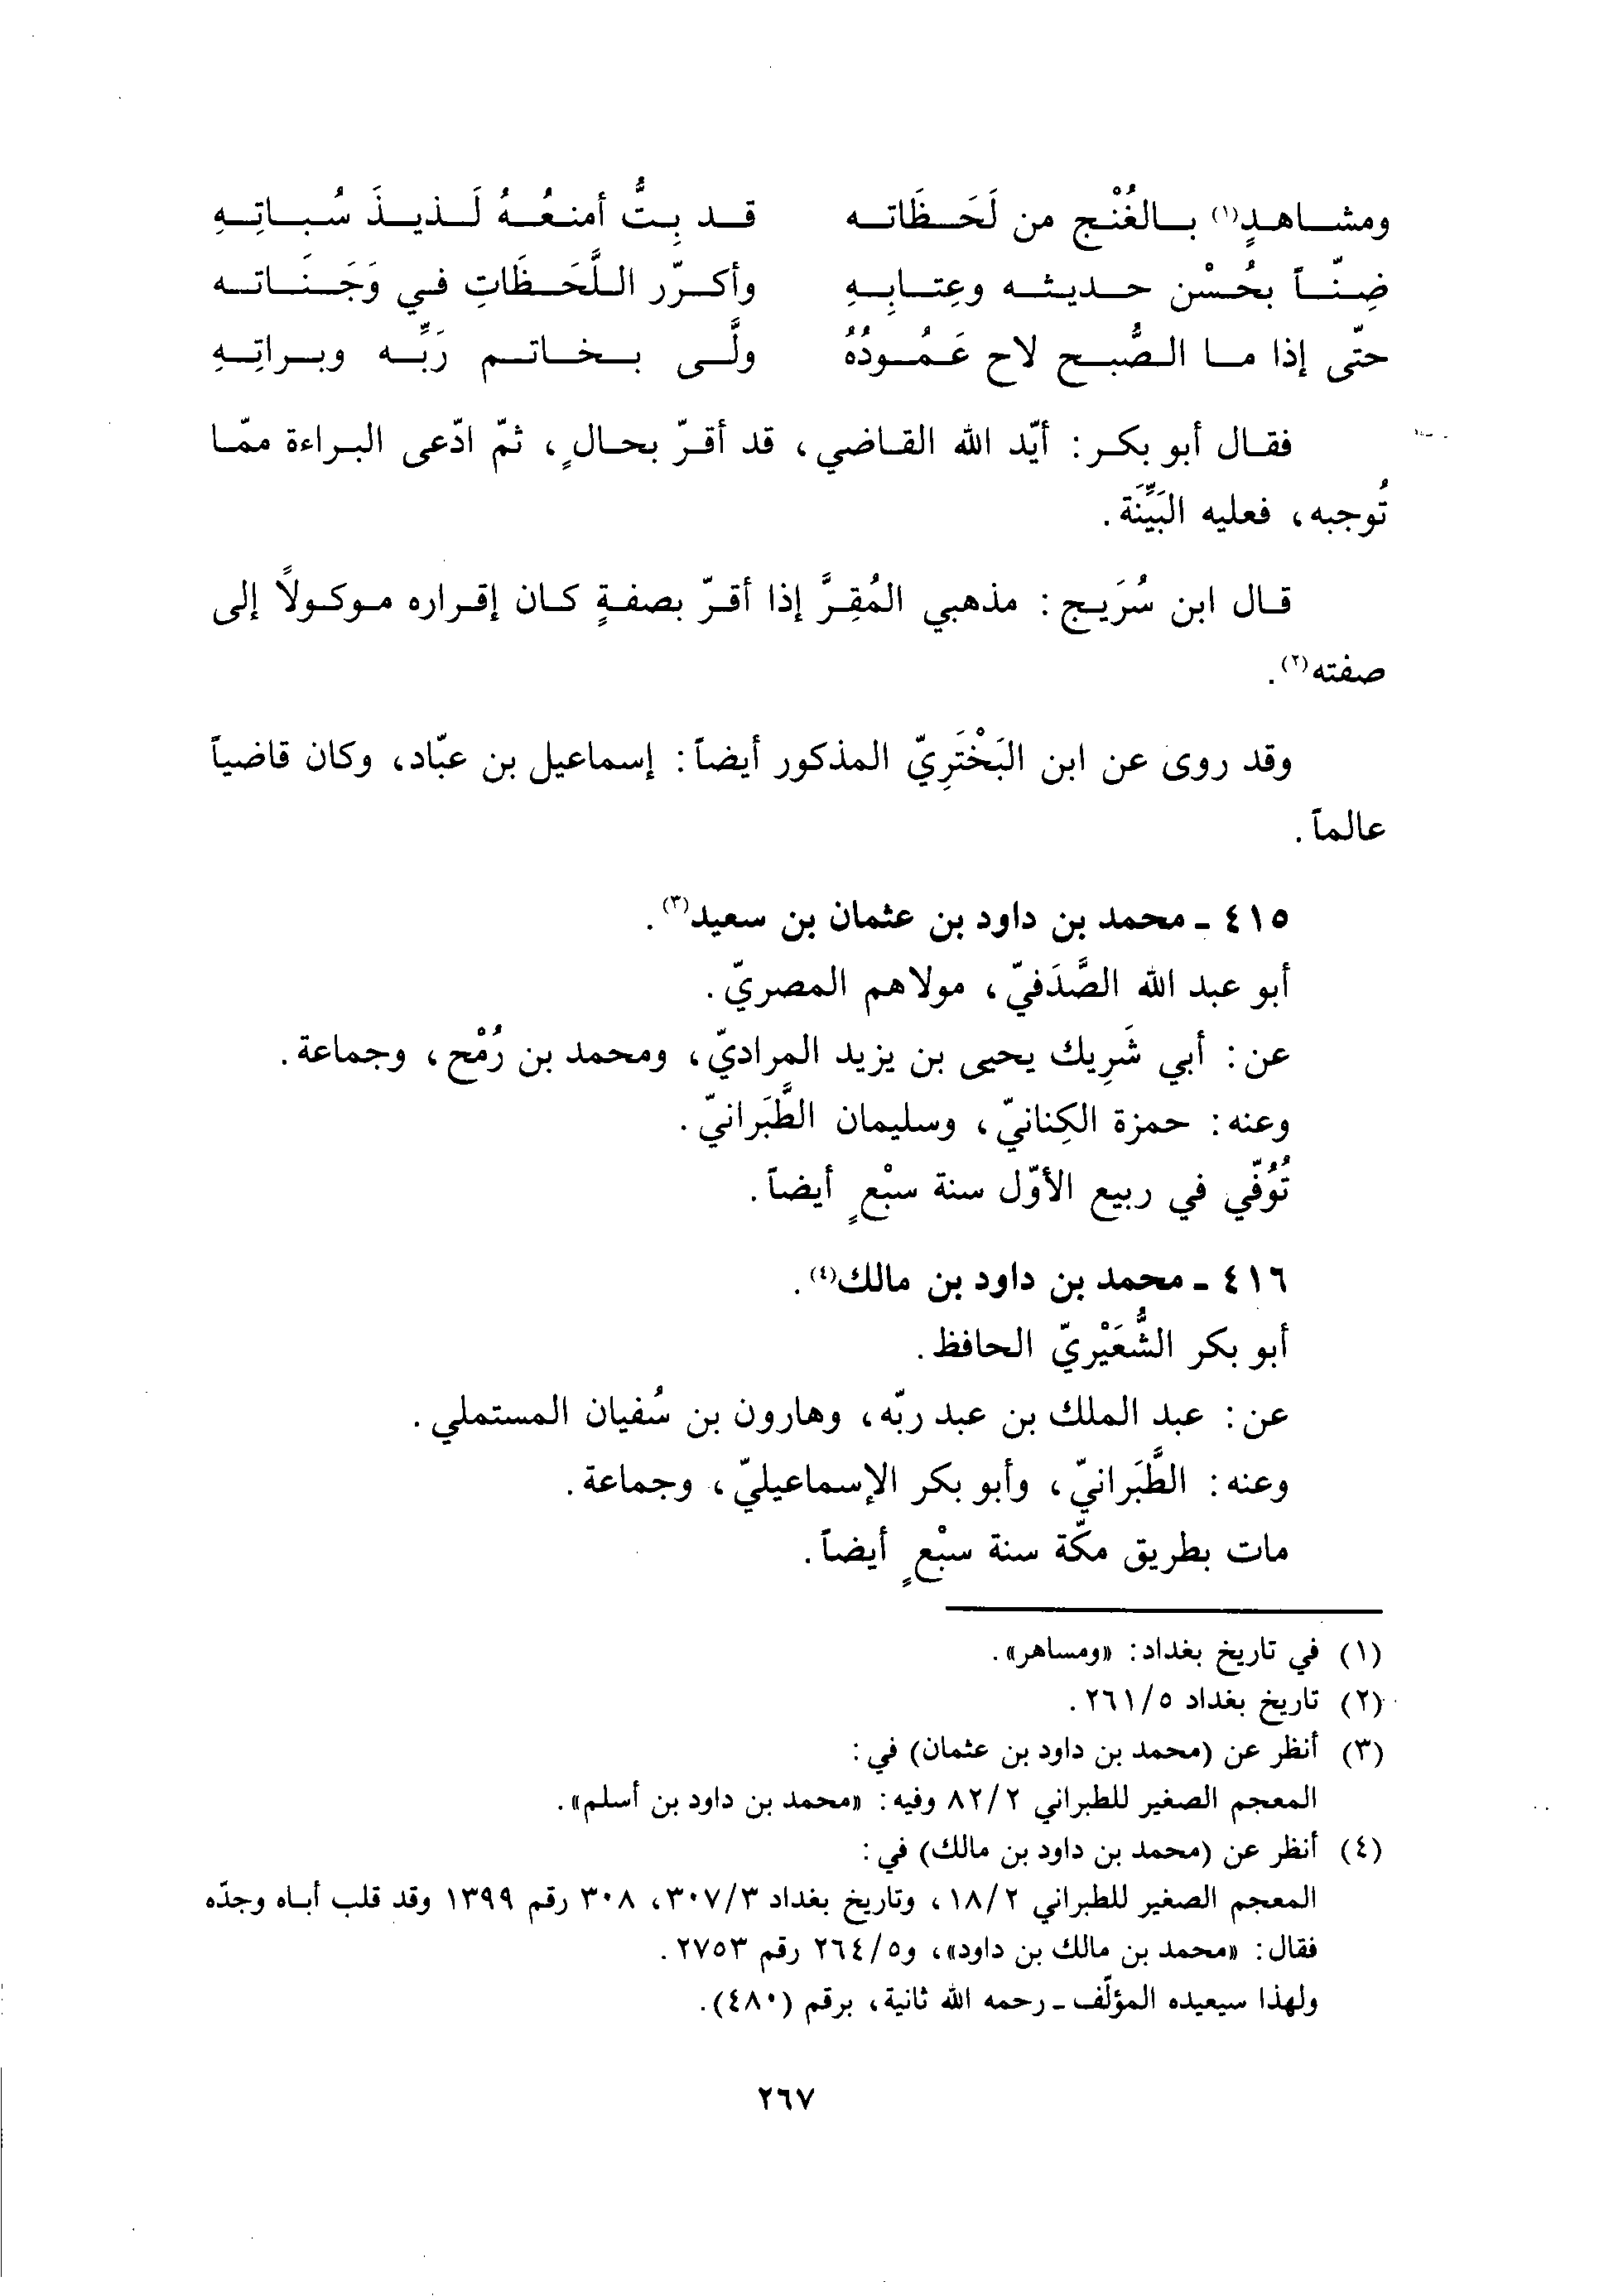 ومشاهدٍ(١) بالغُنْج من لَحَظَاته قد بِتُّ أمنعُهُ لَذيذَ سُباتِهِ
ضِنّاً بحُسْن حديثه وعِتابِهِ وأكرّر اللَّحَظَاتِ في وَجَنَاته
حتّى إذا ما الصُّبح لاح عَمُودُهُ ولَّى بخاتم رَبِّه وبراتِهِ
فقال أبو بكر: أيّد الله القاضي، قد أقرّ بحالٍ، ثمّ ادّعى البراءة ممّا
تُوجبه، فعليه البَيِّنَة.
قال ابن سُرَيج: مذهبي المُقِرَّ إذا أقرّ بصفةٍ كان إقراره موكولاً إلى
صفته(٢).
وقد روى عن ابن البَخْتَرِيّ المذكور أيضاً: إسماعيل بن عبّاد، وكان قاضياً
عالماً.
٤١٥ ـ محمد بن داود بن عثمان بن سعيد(٣).
أبو عبد الله الصَّدَفيّ، مولاهم المصريّ.
عن: أبي شَرِيك يحيى بن يزيد المراديّ، ومحمد بن رُمْح، وجماعة.
وعنه: حمزة الكِنانيّ، وسليمان الطَّبَرانيّ.
تُوُفّي في ربيع الأوّل سنة سبْعٍ أيضاً.
٤١٦ ـ محمد بن داود بن مالك(٤).
أبو بكر الشُّعَيْريّ الحافظ.
عن: عبد الملك بن عبد ربّه، وهارون بن سُفيان المستملي.
وعنه: الطَّبَرانيّ، وأبو بكر الإسماعيليّ، وجماعة.
مات بطريق مكّة سنة سبْعٍ أيضاً.
(١) في تاريخ بغداد: «ومساهر».
(٢) تاريخ بغداد ٢٦١/٥.
(٣) أنظر عن (محمد بن داود بن عثمان) في:
المعجم الصغير للطبراني ٨٢/٢ وفيه: «محمد بن داود بن أسلم».
(٤) أنظر عن (محمد بن داود بن مالك) في:
المعجم الصغير للطبراني ١٨/٢، وتاريخ بغداد ٣٠٧/٣، ٣٠٨ رقم ١٣٩٩ وقد قلب أباه وجدّه
فقال: «محمد بن مالك بن داود»، و٢٦٤/٥ رقم ٢٧٥٣.
ولهذا سيعيده المؤلّف ـ رحمه الله ثانية، برقم (٤٨٠).
٢٦٧